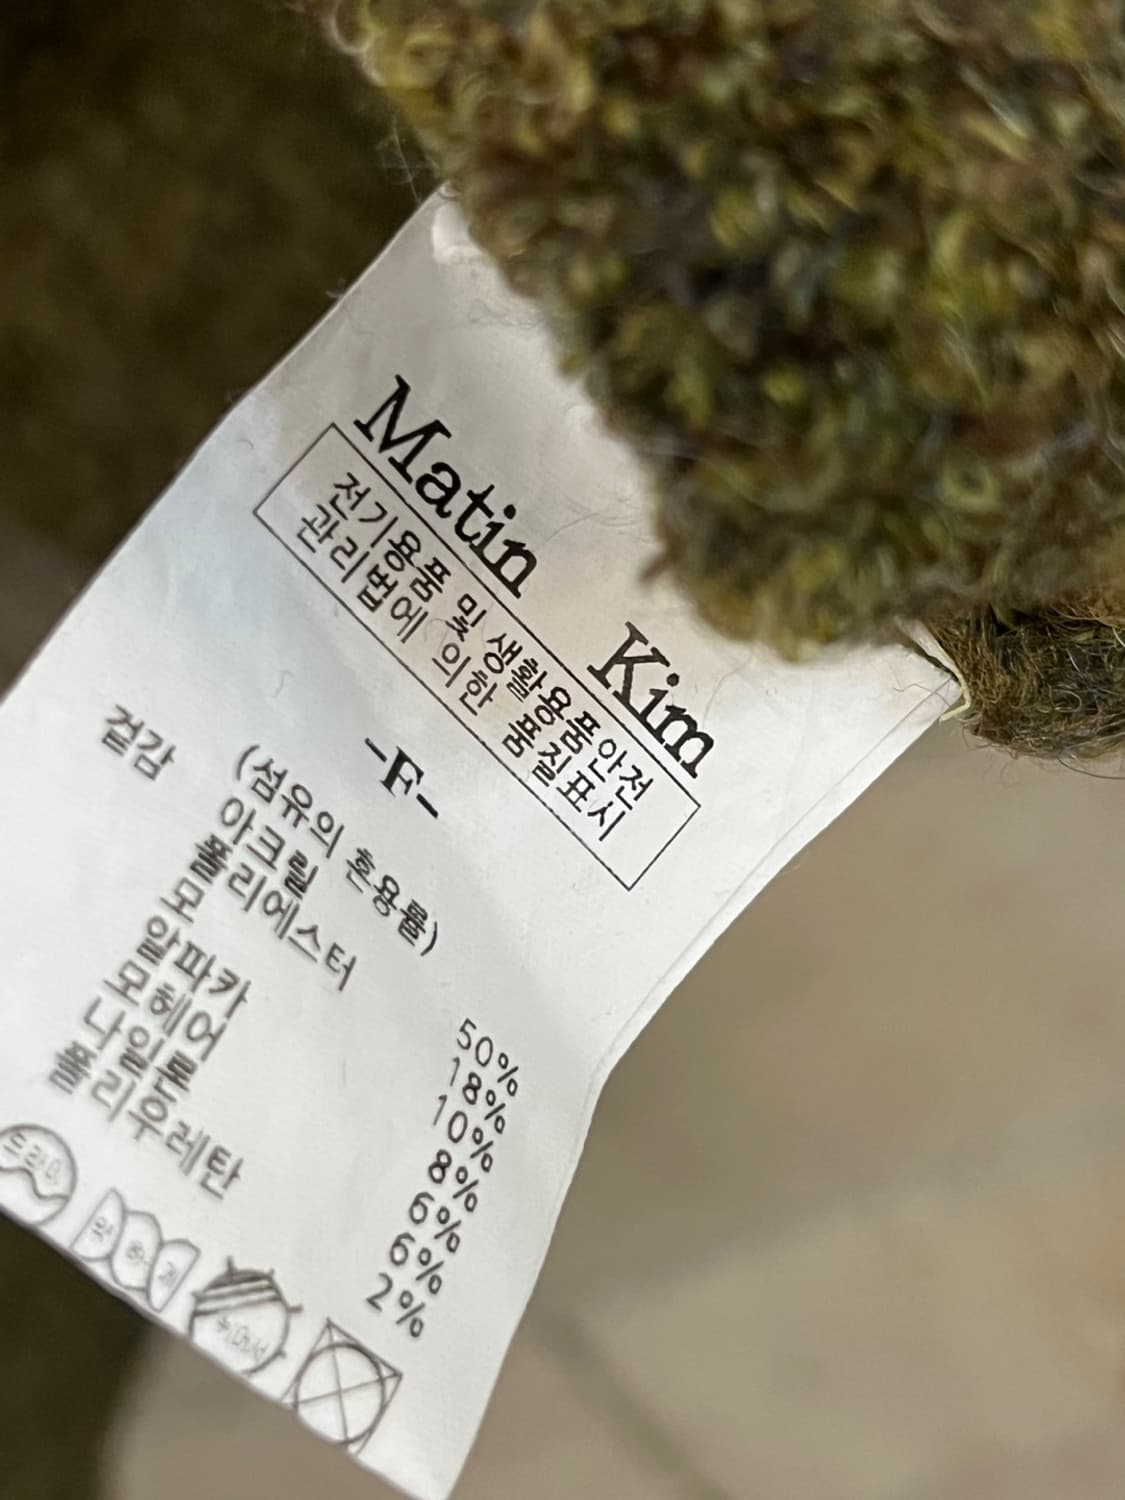 Matin Kim
전기용품 및 생활용품안전
관리법에 의한 품질표시
-F-
(섬유의 혼용률)
겉감 아크릴 50%
폴리에스터 18%
모 10%
알파카 8%
모헤어 6%
나일론 6%
폴리우레탄 2%
드라이